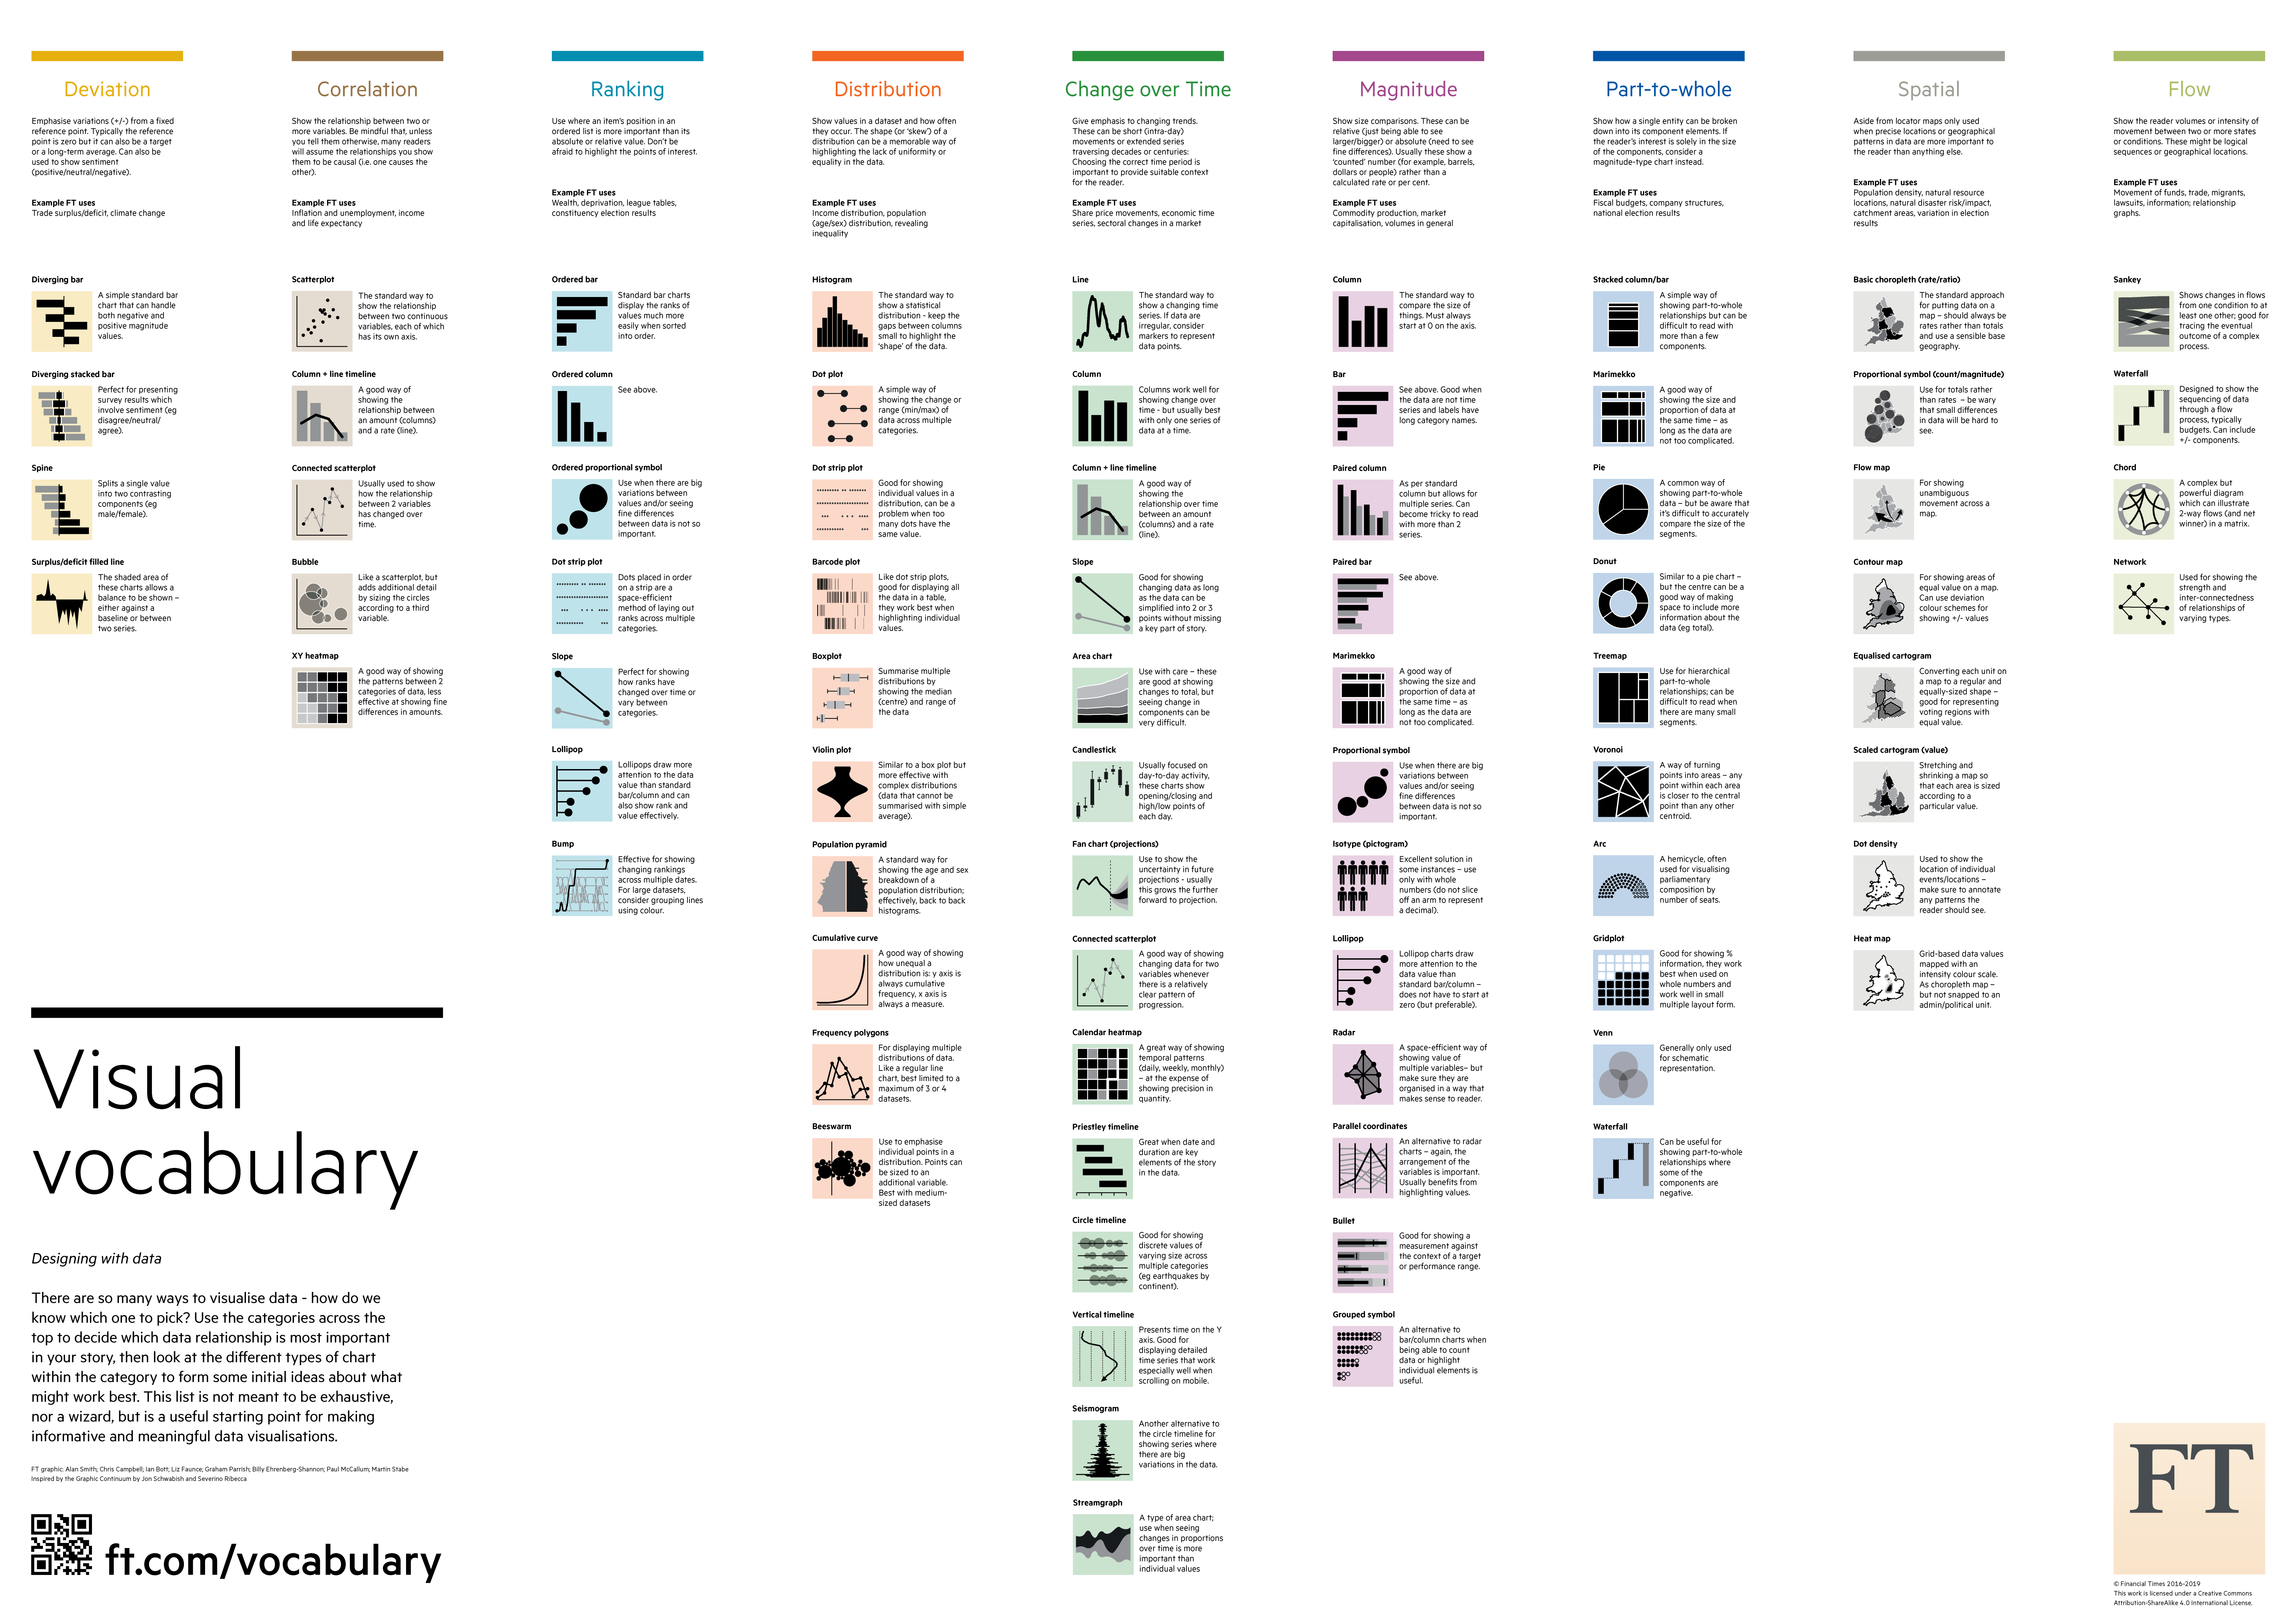 Deviation
Emphasise variations (+/-) from a fixed
reference point. Typically the reference
point is zero but it can also be a target
or a long-term average. Can also be
used to show sentiment
(positive/neutral/negative).
Example FT uses
Trade surplus/deficit, climate change
Diverging bar
A simple standard bar
chart that can handle
both negative and
positive magnitude
values.
Diverging stacked bar
Perfect for presenting
survey results which
involve sentiment (eg
disagree/neutral/
agree).
Spine
Splits a single value
into two contrasting
components (eg
male/female).
Surplus/deficit filled line
The shaded area of
these charts allows a
balance to be shown –
either against a
baseline or between
two series.
Correlation
Show the relationship between two or
more variables. Be mindful that, unless
you tell them otherwise, many readers
will assume the relationships you show
them to be causal (i.e. one causes the
other).
Example FT uses
Inflation and unemployment, income
and life expectancy
Scatterplot
The standard way to
show the relationship
between two continuous
variables, each of which
has its own axis.
Column + line timeline
A good way of
showing the
relationship between
an amount (columns)
and a rate (line).
Connected scatterplot
Usually used to show
how the relationship
between 2 variables
has changed over
time.
Bubble
Like a scatterplot, but
adds additional detail
by sizing the circles
according to a third
variable.
XY heatmap
A good way of showing
the patterns between 2
categories of data, less
effective at showing fine
differences in amounts.
Ranking
Use where an item's position in an
ordered list is more important than its
absolute or relative value. Don't be
afraid to highlight the points of interest.
Example FT uses
Wealth, deprivation, league tables,
constituency election results
Ordered bar
Standard bar charts
display the ranks of
values much more
easily when sorted
into order.
Ordered column
See above.
Ordered proportional symbol
Use when there are big
variations between
values and/or seeing
fine differences
between data is not so
important.
Dot strip plot
Dots placed in order
on a strip are a
space-efficient
method of laying out
ranks across multiple
categories.
Slope
Perfect for showing
how ranks have
changed over time or
vary between
categories.
Lollipop
Lollipops draw more
attention to the data
value than standard
bar/column and can
also show rank and
value effectively.
Bump
Effective for showing
changing rankings
across multiple dates.
For large datasets,
consider grouping lines
using colour.
Distribution
Show values in a dataset and how often
they occur. The shape (or 'skew') of a
distribution can be a memorable way of
highlighting the lack of uniformity or
equality in the data.
Example FT uses
Income distribution, population
(age/sex) distribution, revealing
inequality
Histogram
The standard way to
show a statistical
distribution - keep the
gaps between columns
small to highlight the
'shape' of the data.
Dot plot
A simple way of
showing the change or
range (min/max) of
data across multiple
categories.
Dot strip plot
Good for showing
individual values in a
distribution, can be a
problem when too
many dots have the
same value.
Barcode plot
Like dot strip plots,
good for displaying all
the data in a table,
they work best when
highlighting individual
values.
Boxplot
Summarise multiple
distributions by
showing the median
(centre) and range of
the data
Violin plot
Similar to a box plot but
more effective with
complex distributions
(data that cannot be
summarised with simple
average).
Population pyramid
A standard way for
showing the age and sex
breakdown of a
population distribution;
effectively, back to back
histograms.
Cumulative curve
A good way of showing
how unequal a
distribution is: y axis is
always cumulative
frequency, x axis is
always a measure.
Frequency polygons
For displaying multiple
distributions of data.
Like a regular line
chart, best limited to a
maximum of 3 or 4
datasets.
Beeswarm
Use to emphasise
individual points in a
distribution. Points can
be sized to an
additional variable.
Best with medium-
sized datasets
Change over Time
Give emphasis to changing trends.
These can be short (intra-day)
movements or extended series
traversing decades or centuries:
Choosing the correct time period is
important to provide suitable context
for the reader.
Example FT uses
Share price movements, economic time
series, sectoral changes in a market
Line
The standard way to
show a changing time
series. If data are
irregular, consider
markers to represent
data points.
Column
Columns work well for
showing change over
time - but usually best
with only one series of
data at a time.
Column + line timeline
A good way of
showing the
relationship over time
between an amount
(columns) and a rate
(line).
Slope
Good for showing
changing data as long
as the data can be
simplified into 2 or 3
points without missing
a key part of story.
Area chart
Use with care – these
are good at showing
changes to total, but
seeing change in
components can be
very difficult.
Candlestick
Usually focused on
day-to-day activity,
these charts show
opening/closing and
high/low points of
each day.
Fan chart (projections)
Use to show the
uncertainty in future
projections - usually
this grows the further
forward to projection.
Connected scatterplot
A good way of showing
changing data for two
variables whenever
there is a relatively
clear pattern of
progression.
Calendar heatmap
A great way of showing
temporal patterns
(daily, weekly, monthly)
– at the expense of
showing precision in
quantity.
Priestley timeline
Great when date and
duration are key
elements of the story
in the data.
Circle timeline
Good for showing
discrete values of
varying size across
multiple categories
(eg earthquakes by
continent).
Vertical timeline
Presents time on the Y
axis. Good for
displaying detailed
time series that work
especially well when
scrolling on mobile.
Seismogram
Another alternative to
the circle timeline for
showing series where
there are big
variations in the data.
Streamgraph
A type of area chart;
use when seeing
changes in proportions
over time is more
important than
individual values
Magnitude
Show size comparisons. These can be
relative (just being able to see
larger/bigger) or absolute (need to see
fine differences). Usually these show a
'counted' number (for example, barrels,
dollars or people) rather than a
calculated rate or per cent.
Example FT uses
Commodity production, market
capitalisation, volumes in general
Column
The standard way to
compare the size of
things. Must always
start at 0 on the axis.
Bar
See above. Good when
the data are not time
series and labels have
long category names.
Paired column
As per standard
column but allows for
multiple series. Can
become tricky to read
with more than 2
series.
Paired bar
See above.
Marimekko
A good way of
showing the size and
proportion of data at
the same time – as
long as the data are
not too complicated.
Proportional symbol
Use when there are big
variations between
values and/or seeing
fine differences
between data is not so
important.
Isotype (pictogram)
Excellent solution in
some instances – use
only with whole
numbers (do not slice
off an arm to represent
a decimal).
Lollipop
Lollipop charts draw
more attention to the
data value than
standard bar/column –
does not have to start at
zero (but preferable).
Radar
A space-efficient way of
showing value of
multiple variables– but
make sure they are
organised in a way that
makes sense to reader.
Parallel coordinates
An alternative to radar
charts – again, the
arrangement of the
variables is important.
Usually benefits from
highlighting values.
Bullet
Good for showing a
measurement against
the context of a target
or performance range.
Grouped symbol
An alternative to
bar/column charts when
being able to count
data or highlight
individual elements is
useful.
Part-to-whole
Show how a single entity can be broken
down into its component elements. If
the reader's interest is solely in the size
of the components, consider a
magnitude-type chart instead.
Example FT uses
Fiscal budgets, company structures,
national election results
Stacked column/bar
A simple way of
showing part-to-whole
relationships but can be
difficult to read with
more than a few
components.
Marimekko
A good way of
showing the size and
proportion of data at
the same time – as
long as the data are
not too complicated.
Pie
A common way of
showing part-to-whole
data – but be aware that
it's difficult to accurately
compare the size of the
segments.
Donut
Similar to a pie chart –
but the centre can be a
good way of making
space to include more
information about the
data (eg total).
Treemap
Use for hierarchical
part-to-whole
relationships; can be
difficult to read when
there are many small
segments.
Voronoi
A way of turning
points into areas – any
point within each area
is closer to the central
point than any other
centroid.
Arc
A hemicycle, often
used for visualising
parliamentary
composition by
number of seats.
Gridplot
Good for showing %
information, they work
best when used on
whole numbers and
work well in small
multiple layout form.
Venn
Generally only used
for schematic
representation.
Waterfall
Can be useful for
showing part-to-whole
relationships where
some of the
components are
negative.
Spatial
Aside from locator maps only used
when precise locations or geographical
patterns in data are more important to
the reader than anything else.
Example FT uses
Population density, natural resource
locations, natural disaster risk/impact,
catchment areas, variation in election
results
Basic choropleth (rate/ratio)
The standard approach
for putting data on a
map – should always be
rates rather than totals
and use a sensible base
geography.
Proportional symbol (count/magnitude)
Use for totals rather
than rates – be wary
that small differences
in data will be hard to
see.
Flow map
For showing
unambiguous
movement across a
map.
Contour map
For showing areas of
equal value on a map.
Can use deviation
colour schemes for
showing +/- values
Equalised cartogram
Converting each unit on
a map to a regular and
equally-sized shape –
good for representing
voting regions with
equal value.
Scaled cartogram (value)
Stretching and
shrinking a map so
that each area is sized
according to a
particular value.
Dot density
Used to show the
location of individual
events/locations –
make sure to annotate
any patterns the
reader should see.
Heat map
Grid-based data values
mapped with an
intensity colour scale.
As choropleth map –
but not snapped to an
admin/political unit.
Flow
Show the reader volumes or intensity of
movement between two or more states
or conditions. These might be logical
sequences or geographical locations.
Example FT uses
Movement of funds, trade, migrants,
lawsuits, information; relationship
graphs.
Sankey
Shows changes in flows
from one condition to at
least one other; good for
tracing the eventual
outcome of a complex
process.
Waterfall
Designed to show the
sequencing of data
through a flow
process, typically
budgets. Can include
+/- components.
Chord
A complex but
powerful diagram
which can illustrate
2-way flows (and net
winner) in a matrix.
Network
Used for showing the
strength and
inter-connectedness
of relationships of
varying types.
Visual
vocabulary
Designing with data
There are so many ways to visualise data - how do we
know which one to pick? Use the categories across the
top to decide which data relationship is most important
in your story, then look at the different types of chart
within the category to form some initial ideas about what
might work best. This list is not meant to be exhaustive,
nor a wizard, but is a useful starting point for making
informative and meaningful data visualisations.
FT graphic: Alan Smith; Chris Campbell; Ian Bott; Liz Faunce; Graham Parrish; Billy Ehrenberg-Shannon; Paul McCallum; Martin Stabe
Inspired by the Graphic Continuum by Jon Schwabish and Severino Ribecca
ft.com/vocabulary
FT
© Financial Times 2016-2019
This work is licensed under a Creative Commons
Attribution-ShareAlike 4.0 International License.